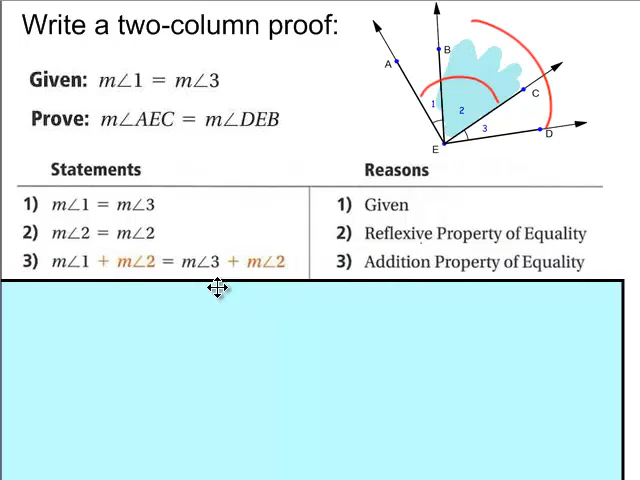 Write a two-column proof:
Given: m∠1 = m∠3
Prove: m∠AEC = m∠DEB
A
B
C
D
E
1
2
3
Statements Reasons
1) m∠1 = m∠3 1) Given
2) m∠2 = m∠2 2) Reflexive Property of Equality
3) m∠1 + m∠2 = m∠3 + m∠2 3) Addition Property of Equality